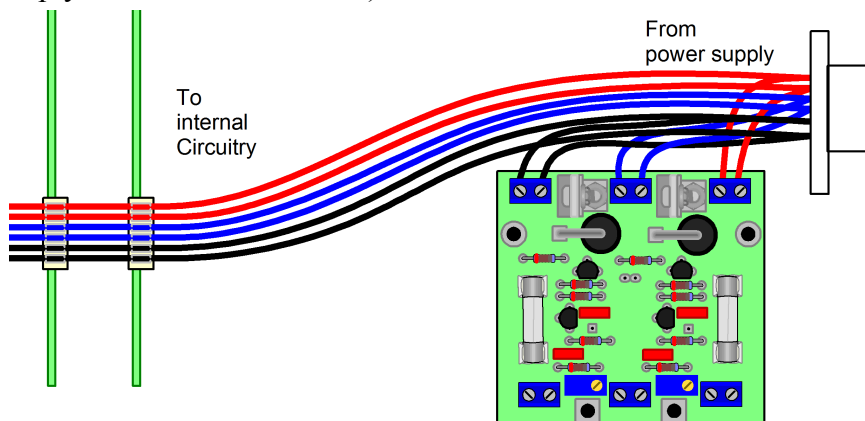 From
power supply
To
internal
Circuitry